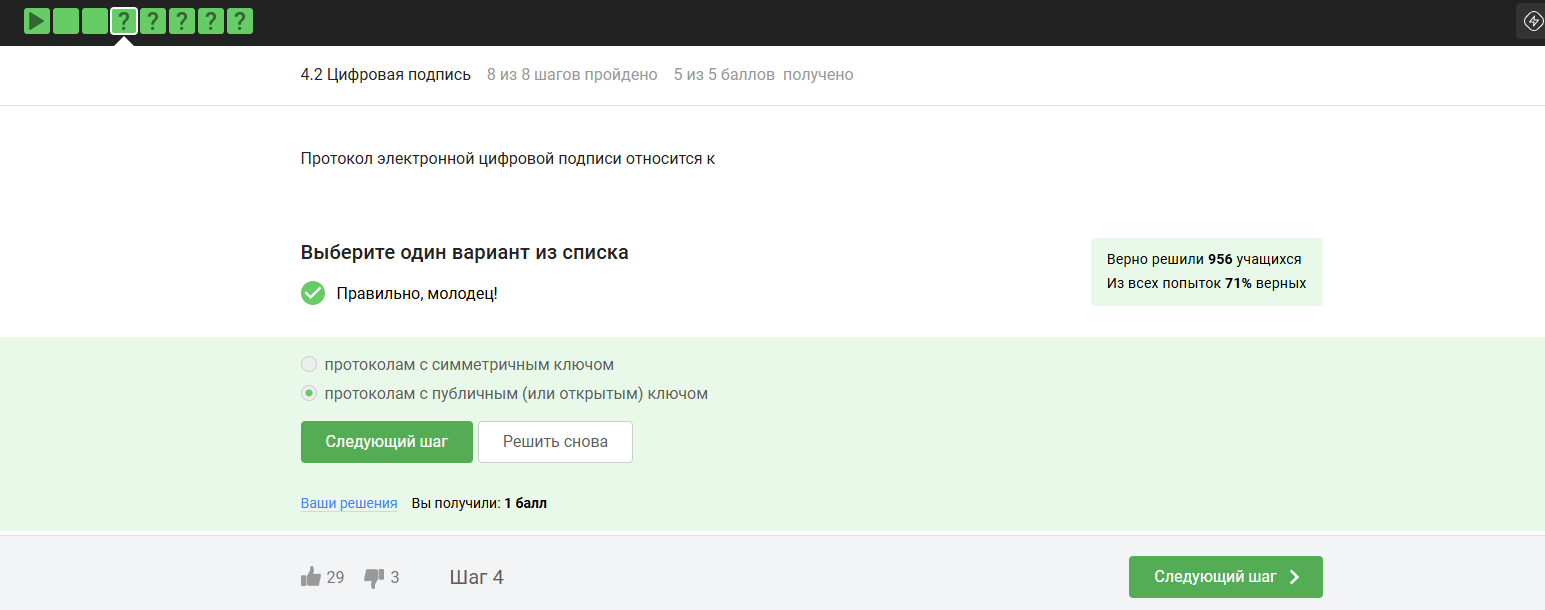 ? ? ? ? ?
4.2 Цифровая подпись 8 из 8 шагов пройдено 5 из 5 баллов получено
Протокол электронной цифровой подписи относится к
Выберите один вариант из списка
Правильно, молодец!
Верно решили 956 учащихся
Из всех попыток 71% верных
протоколам с симметричным ключом
протоколам с публичным (или открытым) ключом
Следующий шаг Решить снова
Ваши решения Вы получили: 1 балл
29 3 Шаг 4 Следующий шаг